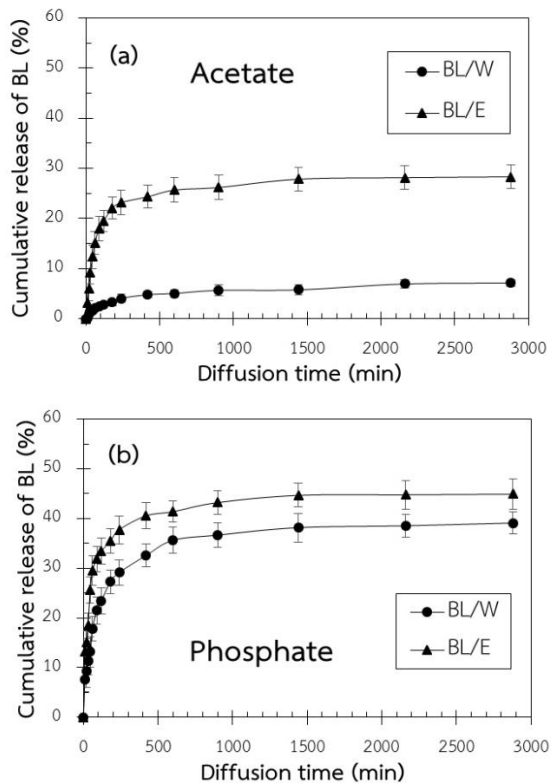 (a)
Acetate
BL/W
BL/E
Cumulative release of BL (%)
60
50
40
30
20
10
0
0 500 1000 1500 2000 2500 3000
Diffusion time (min)
(b)
Phosphate
BL/W
BL/E
Cumulative release of BL (%)
60
50
40
30
20
10
0
0 500 1000 1500 2000 2500 3000
Diffusion time (min)